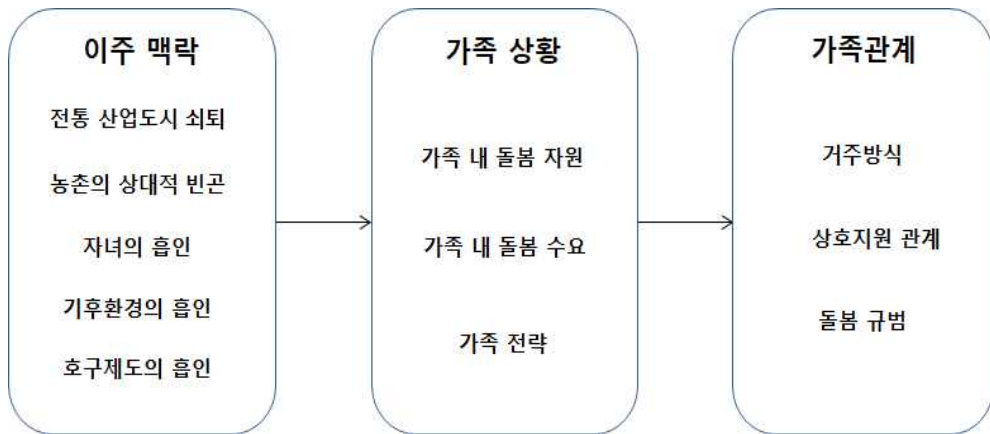 이주 맥락
전통 산업도시 쇠퇴
농촌의 상대적 빈곤
자녀의 흡인
기후환경의 흡인
호구제도의 흡인
가족 상황
가족 내 돌봄 자원
가족 내 돌봄 수요
가족 전략
가족관계
거주방식
상호지원 관계
돌봄 규범